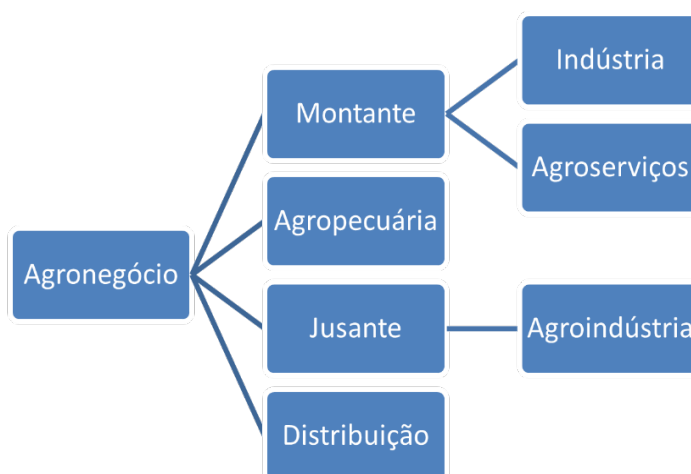 Agronegócio
Montante
Indústria
Agroserviços
Agropecuária
Jusante
Agroindústria
Distribuição